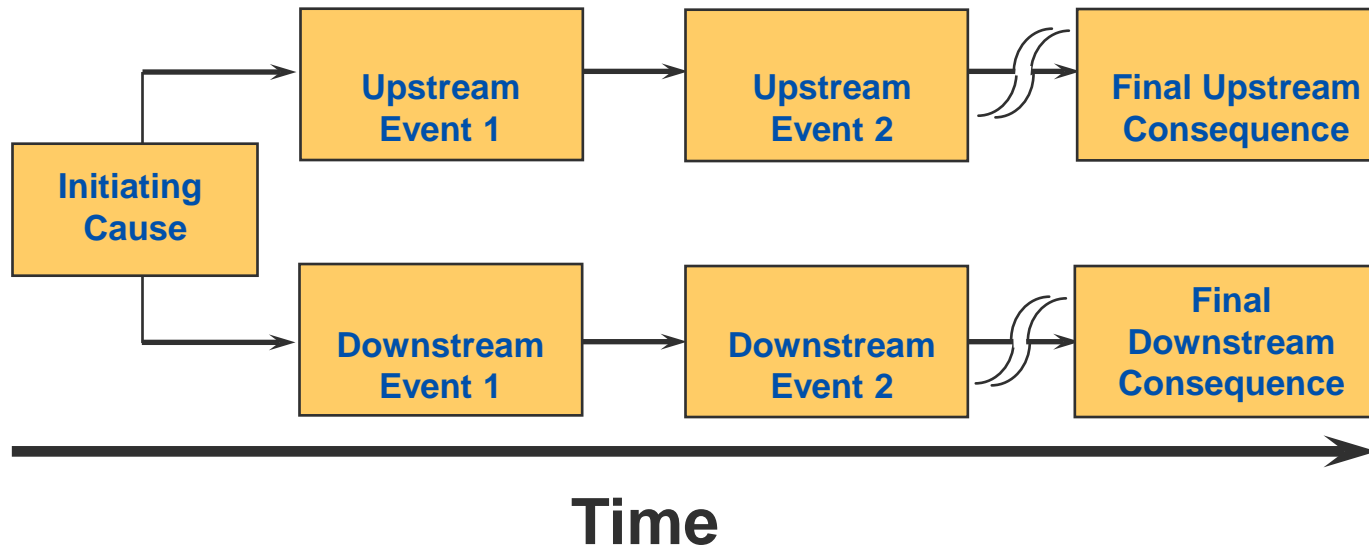 Upstream
Event 1
Upstream
Event 2
Final Upstream
Consequence
Initiating
Cause
Downstream
Event 1
Downstream
Event 2
Final
Downstream
Consequence
Time